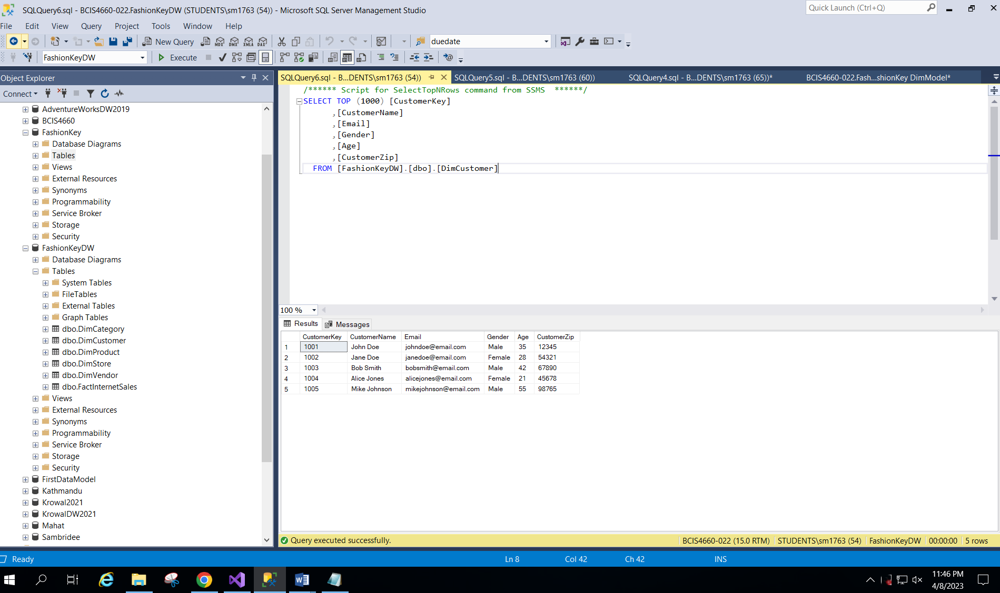 SQLQuery6.sql - BCIS4660-022.FashionKeyDW (STUDENTS\sm1763 (54)) - Microsoft SQL Server Management Studio
Quick Launch (Ctrl+Q)
File Edit View Query Project Tools Window Help
New Query MDX DMX XMLA DAX duedate
FashionKeyDW Execute
Object Explorer
SQLQuery6.sql - B...DENTS\sm1763 (54)) SQLQuery5.sql - B...DENTS\sm1763 (60)) SQLQuery4.sql - B...DENTS\sm1763 (65))* BCIS4660-022.Fash...shionKey DimModel*
Connect
AdventureWorksDW2019
BCIS4660
FashionKey
Database Diagrams
Tables
Views
External Resources
Synonyms
Programmability
Service Broker
Storage
Security
FashionKeyDW
Database Diagrams
Tables
System Tables
FileTables
External Tables
Graph Tables
dbo.DimCategory
dbo.DimCustomer
dbo.DimProduct
dbo.DimStore
dbo.DimVendor
dbo.FactInternetSales
Views
External Resources
Synonyms
Programmability
Service Broker
Storage
Security
FirstDataModel
Kathmandu
Krowal2021
KrowalDW2021
Mahat
Sambridee
/****** Script for SelectTopNRows command from SSMS  ******/
SELECT TOP (1000) [CustomerKey]
,[CustomerName]
,[Email]
,[Gender]
,[Age]
,[CustomerZip]
FROM [FashionKeyDW].[dbo].[DimCustomer]
100 %
Results Messages
CustomerKey CustomerName Email Gender Age CustomerZip
1 1001 John Doe johndoe@email.com Male 35 12345
2 1002 Jane Doe janedoe@email.com Female 28 54321
3 1003 Bob Smith bobsmith@email.com Male 42 67890
4 1004 Alice Jones alicejones@email.com Female 21 45678
5 1005 Mike Johnson mikejohnson@email.com Male 55 98765
Query executed successfully. BCIS4660-022 (15.0 RTM) STUDENTS\sm1763 (54) FashionKeyDW 00:00:00 5 rows
Ready Ln 8 Col 42 Ch 42 INS
11:46 PM
4/8/2023